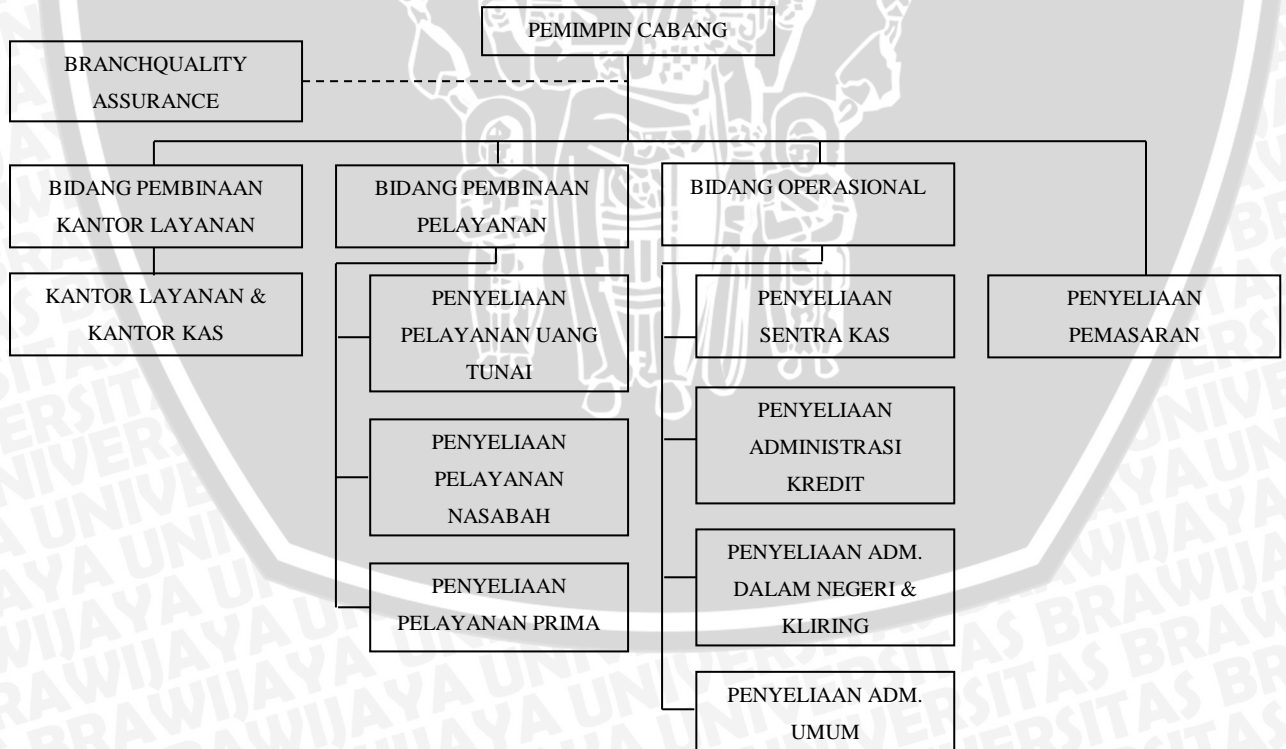 PEMIMPIN CABANG
BRANCHQUALITY
ASSURANCE
BIDANG PEMBINAAN
KANTOR LAYANAN
BIDANG PEMBINAAN
PELAYANAN
BIDANG OPERASIONAL
KANTOR LAYANAN &
KANTOR KAS
PENYELIAAN
PELAYANAN UANG
TUNAI
PENYELIAAN
SENTRA KAS
PENYELIAAN
PEMASARAN
PENYELIAAN
PELAYANAN
NASABAH
PENYELIAAN
ADMINISTRASI
KREDIT
PENYELIAAN
PELAYANAN PRIMA
PENYELIAAN ADM.
DALAM NEGERI &
KLIRING
PENYELIAAN ADM.
UMUM